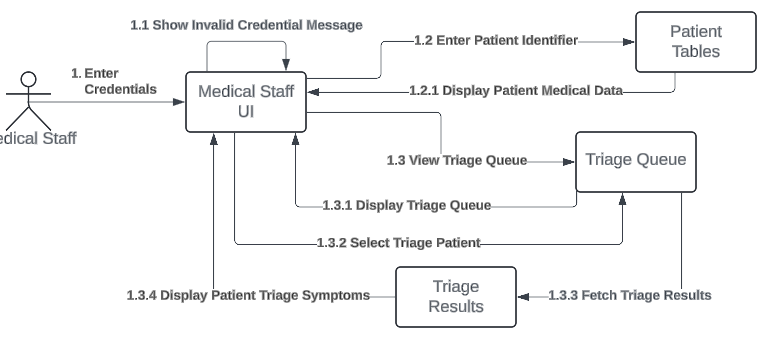 1.1 Show Invalid Credential Message
1.2 Enter Patient Identifier
Patient
Tables
1. Enter
Credentials
Medical Staff
UI
1.2.1 Display Patient Medical Data
edical Staff
1.3 View Triage Queue
Triage Queue
1.3.1 Display Triage Queue
1.3.2 Select Triage Patient
1.3.4 Display Patient Triage Symptoms
Triage
Results
1.3.3 Fetch Triage Results